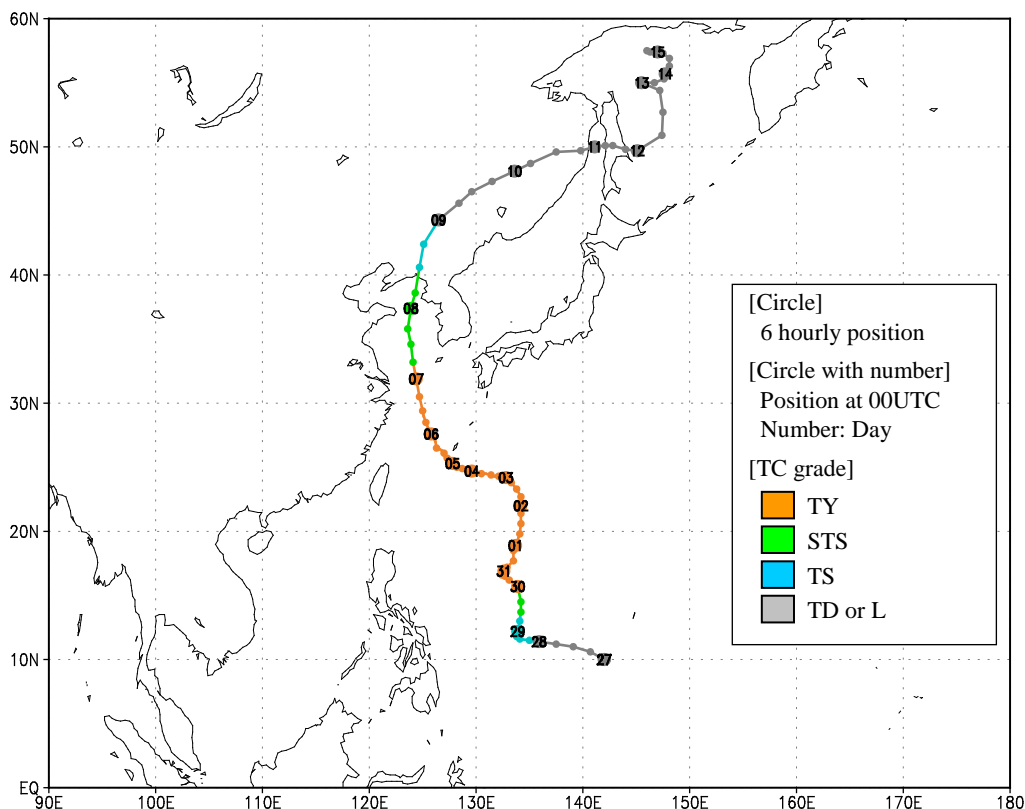 60N
50N
40N
30N
20N
10N
EQ
90E 100E 110E 120E 130E 140E 150E 160E 170E 180
15
14
13
12
11
10
09
08
07
06
05
04
03
02
01
31
30
29
28
27
[Circle]
6 hourly position
[Circle with number]
Position at 00UTC
Number: Day
[TC grade]
TY
STS
TS
TD or L